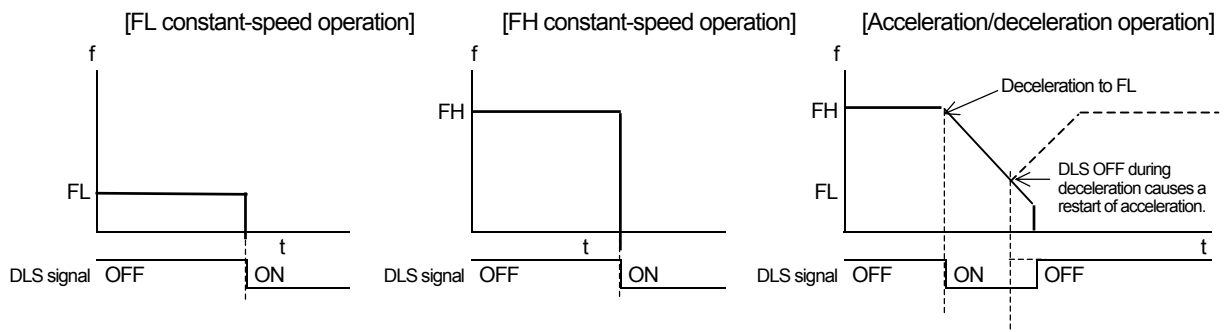 [FL constant-speed operation]
f
FL
t
DLS signal OFF ON
[FH constant-speed operation]
f
FH
t
DLS signal OFF ON
[Acceleration/deceleration operation]
f
Deceleration to FL
FH
DLS OFF during
deceleration causes a
restart of acceleration.
FL
t
DLS signal OFF ON OFF